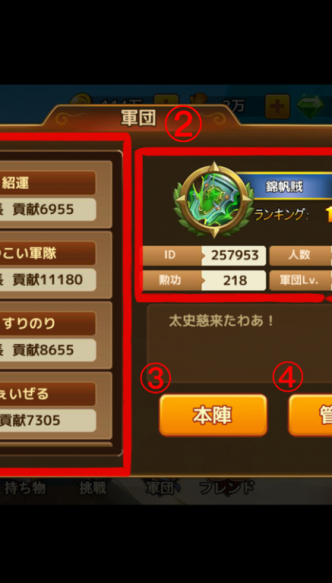 軍団
②
紹運
長 貢献6955
こい軍隊
長 貢献11180
すりのり
長 貢献8655
ぇいぜる
貢献7305
錦帆賊
ランキング: 1
ID 257953 人数
勲功 218 軍団Lv.
太史慈来たわあ！
③ ④
本陣 管
持ち物 挑戦 軍団 フレンド